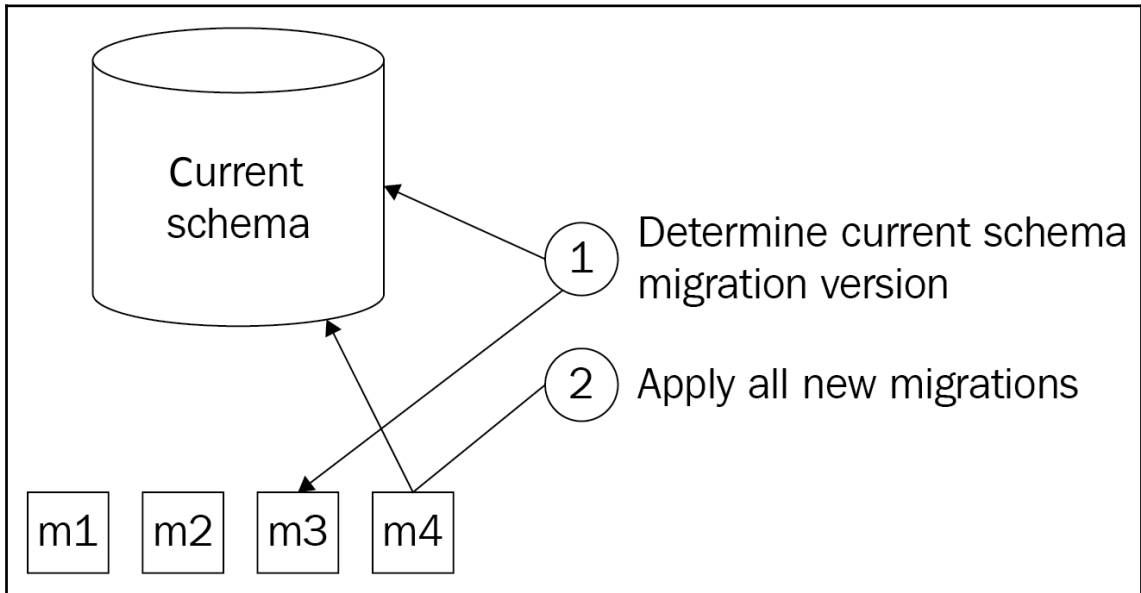 Current
schema
1
Determine current schema
migration version
2
Apply all new migrations
m1
m2
m3
m4